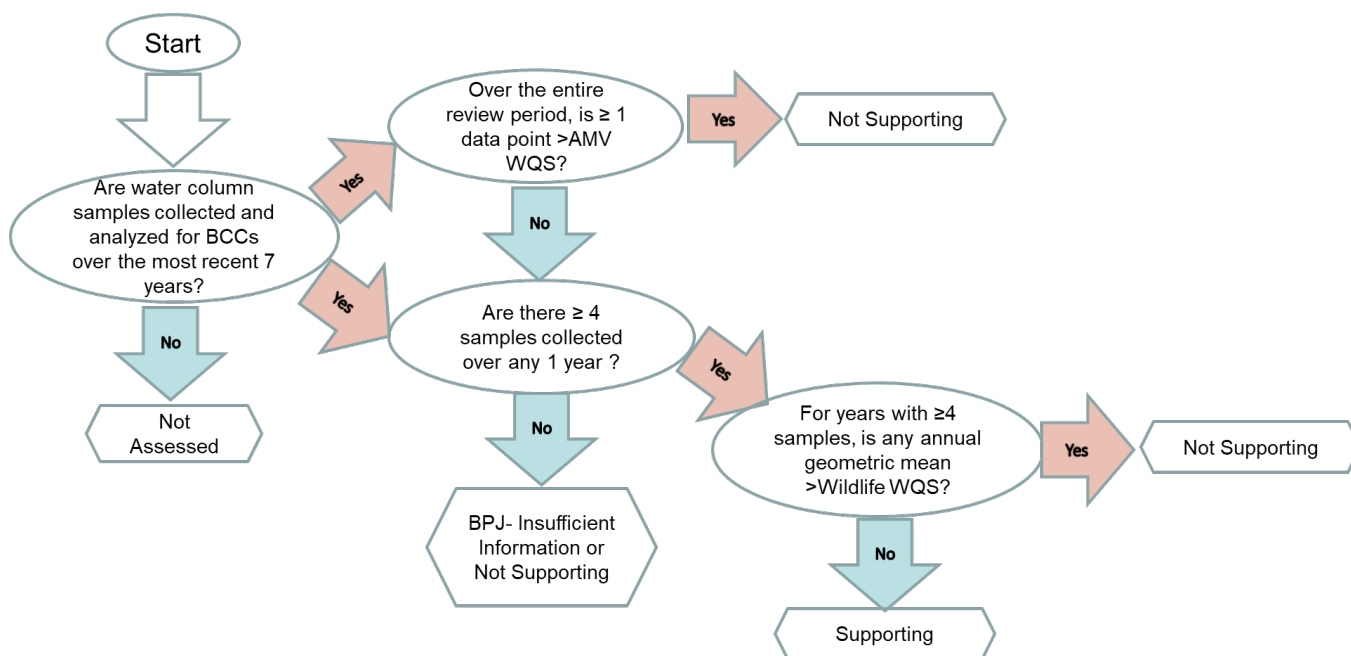 Start
Are water column
samples collected and
analyzed for BCCs
over the most recent 7
years?
No
Not
Assessed
Yes
Over the entire
review period, is ≥ 1
data point >AMV
WQS?
Yes
Not Supporting
No
Yes
Are there ≥ 4
samples collected
over any 1 year ?
No
BPJ- Insufficient
Information or
Not Supporting
Yes
For years with ≥4
samples, is any annual
geometric mean
>Wildlife WQS?
Yes
Not Supporting
No
Supporting